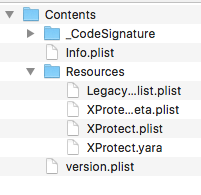 Contents
_CodeSignature
Info.plist
Resources
Legacy...list.plist
XProte...eta.plist
XProtect.plist
XProtect.yara
version.plist